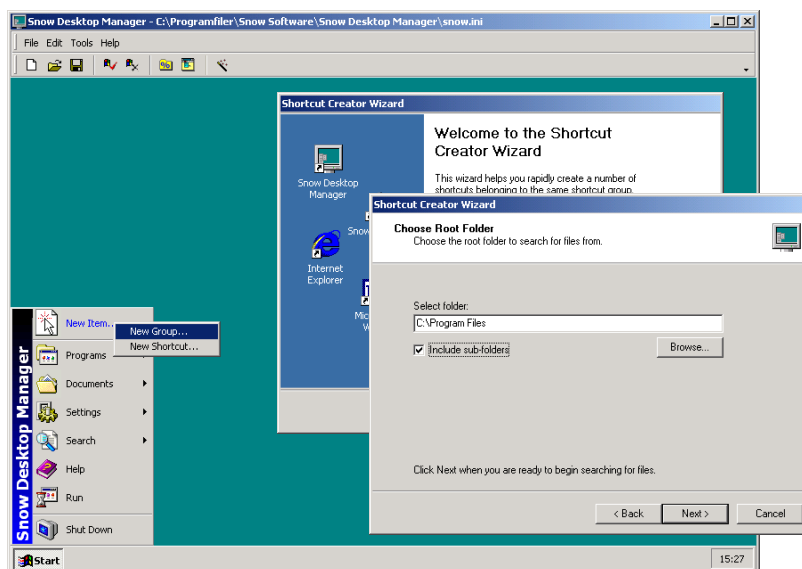 Snow Desktop Manager - C:\Programfiler\Snow Software\Snow Desktop Manager\snow.ini
File Edit Tools Help
Shortcut Creator Wizard
Welcome to the Shortcut
Creator Wizard
This wizard helps you rapidly create a number of
shortcuts belonging to the same shortcut group.
Snow Desktop
Manager
Snow
Internet
Explorer
Mic
W
Shortcut Creator Wizard
Choose Root Folder
Choose the root folder to search for files from.
Select folder:
C:\Program Files
Include sub-folders
Browse...
Click Next when you are ready to begin searching for files.
< Back
Next >
Cancel
Snow Desktop Manager
New Item...
New Group...
New Shortcut...
Programs
Documents
Settings
Search
Help
Run
Shut Down
Start
15:27